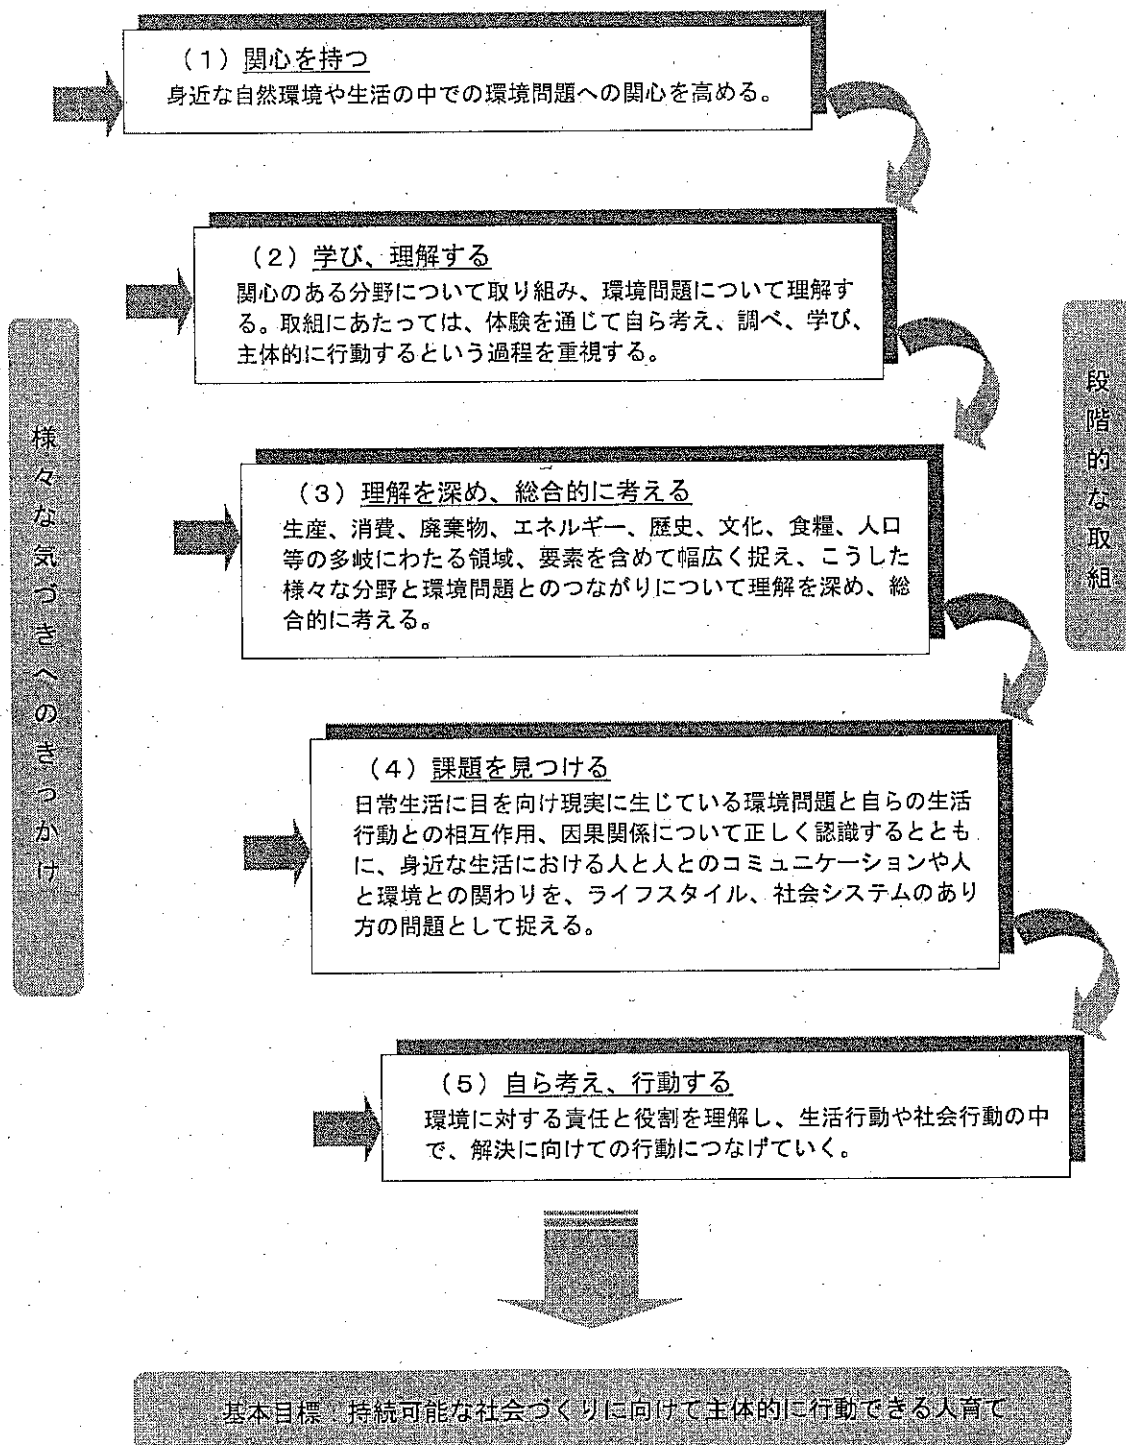 (1)関心を持つ
身近な自然環境や生活の中での環境問題への関心を高める。
(2)学び、理解する
関心のある分野について取り組み、環境問題について理解す
る。取組にあたっては、体験を通じて自ら考え、調べ、学び、
主体的に行動するという過程を重視する。
様々な気づきへのきっかけ
段階的な取組
(3)理解を深め、総合的に考える
生産、消費、廃棄物、エネルギー、歴史、文化、食糧、人口
等の多岐にわたる領域、要素を含めて幅広く捉え、こうした
様々な分野と環境問題とのつながりについて理解を深め、総
合的に考える。
(4)課題を見つける
日常生活に目を向け現実に生じている環境問題と自らの生活
行動との相互作用、因果関係について正しく認識するととも
に、身近な生活における人と人とのコミュニケーションや人
と環境との関わりを、ライフスタイル、社会システムのあり
方の問題として捉える。
(5)自ら考え、行動する
環境に対する責任と役割を理解し、生活行動や社会行動の中
で、解決に向けての行動につなげていく。
基本目標:持続可能な社会づくりに向けて主体的に行動できる人育て